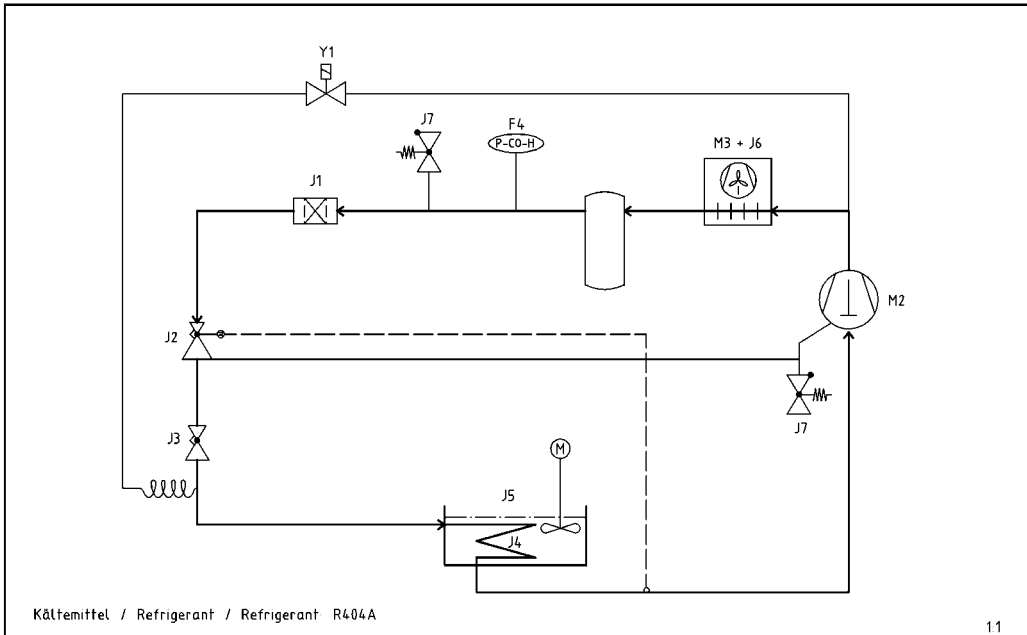 Y1
J7
F4
P-CO-H
M3 + J6
J1
M2
J2
J7
J3
M
J5
J4
Kältemittel / Refrigerant / Refrigerant R404A
11